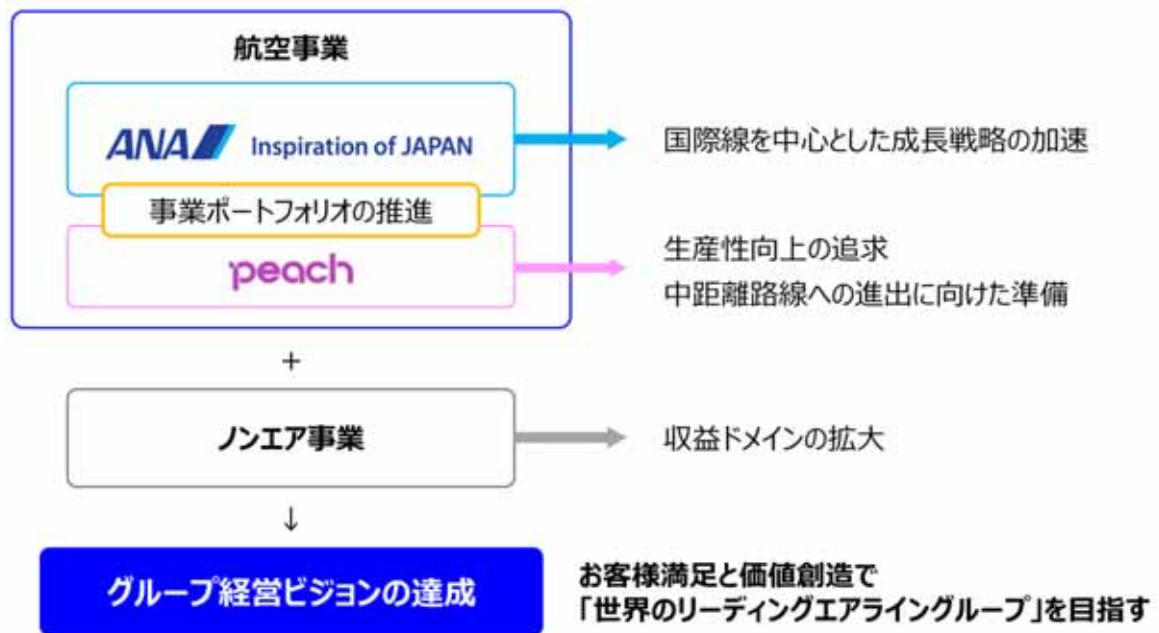 航空事業
ANA Inspiration of JAPAN
国際線を中心とした成長戦略の加速
事業ポートフォリオの推進
peach
生産性向上の追求
中距離路線への進出に向けた準備
+
ノンエア事業
収益ドメインの拡大
↓
グループ経営ビジョンの達成
お客様満足と価値創造で
「世界のリーディングエアライングループ」を目指す